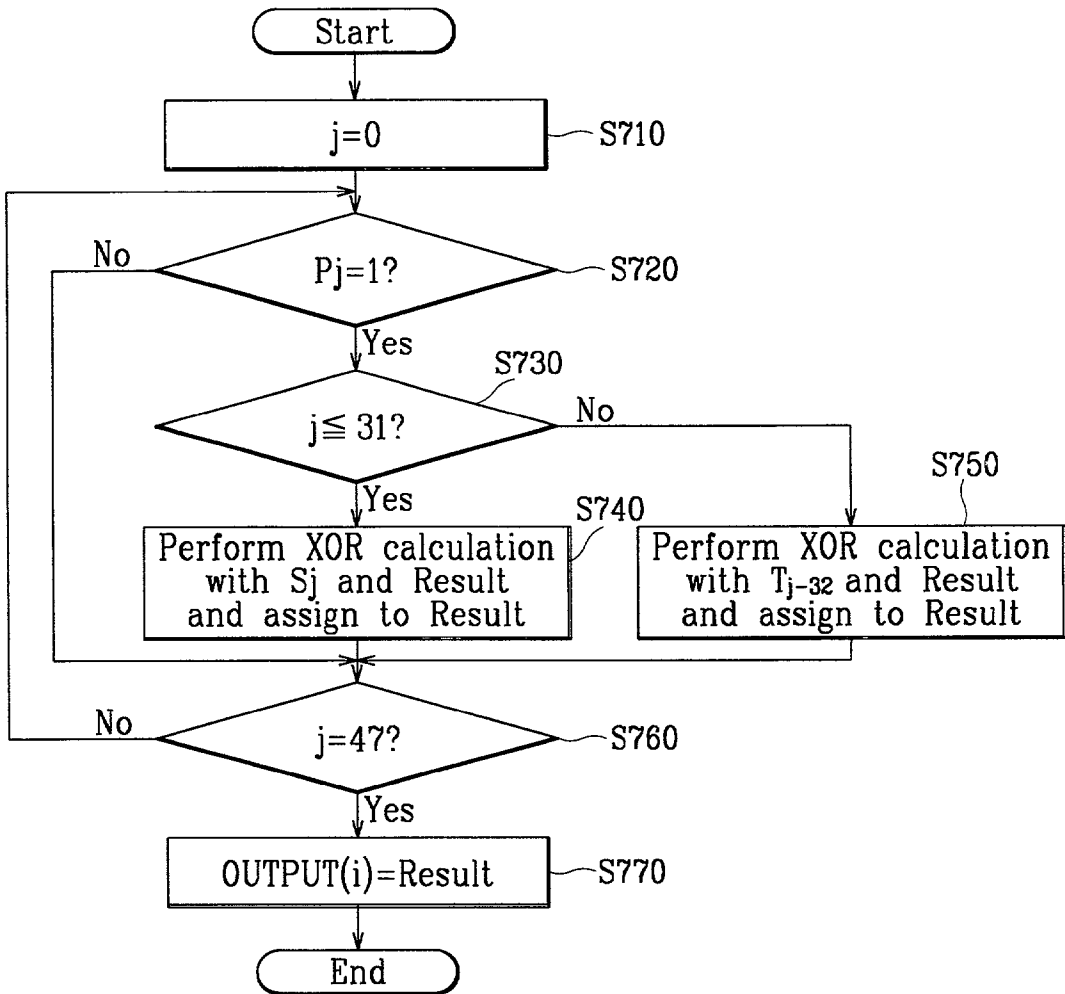 Start
j=0
S710
No
Pj=1?
S720
Yes
S730
j≦31?
No
Yes
S740
S750
Perform XOR calculation
with Sj and Result
and assign to Result
Perform XOR calculation
with Tj-32 and Result
and assign to Result
No
j=47?
S760
Yes
OUTPUT(i)=Result
S770
End